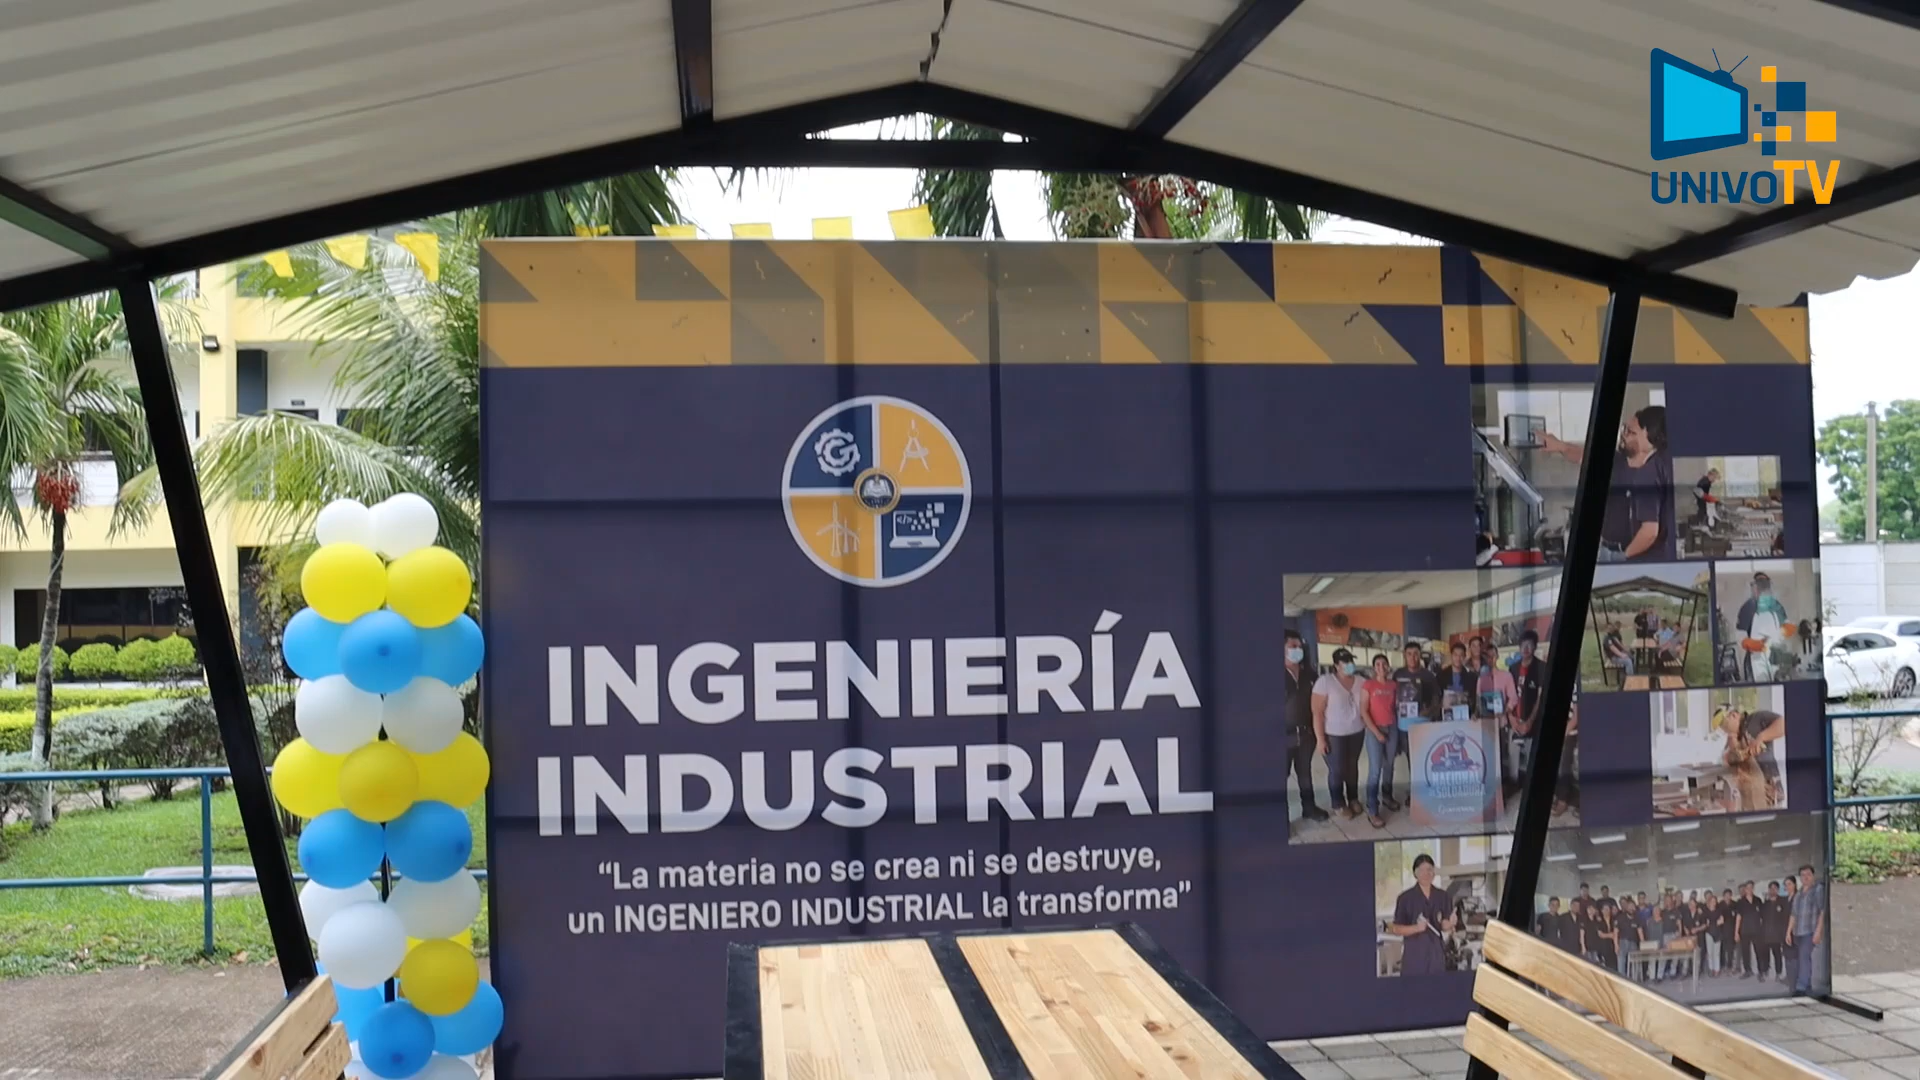 UNIVOTV
INGENIERÍA
INDUSTRIAL
“La materia no se crea ni se destruye,
un INGENIERO INDUSTRIAL la transforma”